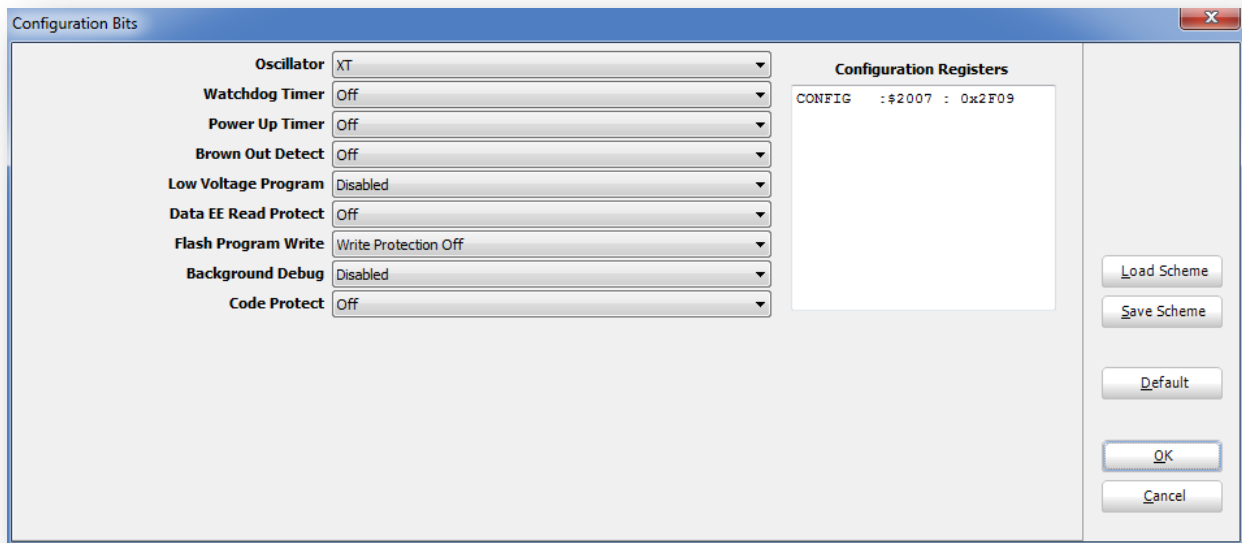 Configuration Bits
x
Oscillator XT
Watchdog Timer Off
Power Up Timer Off
Brown Out Detect Off
Low Voltage Program Disabled
Data EE Read Protect Off
Flash Program Write Write Protection Off
Background Debug Disabled
Code Protect Off
Configuration Registers
CONFIG :$2007 : 0x2F09
Load Scheme
Save Scheme
Default
OK
Cancel